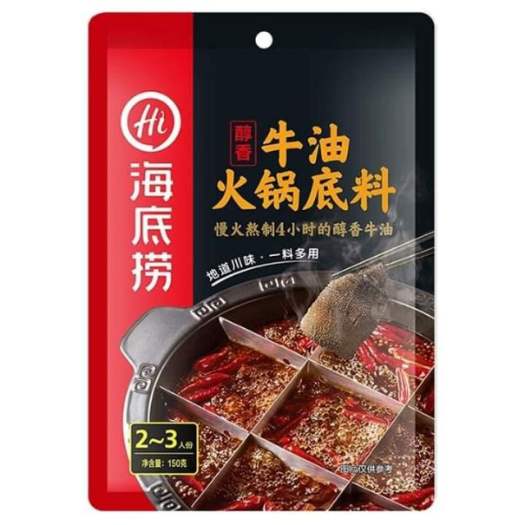 Hi
海底捞
醇香
牛油
火锅底料
慢火熬制4小时的醇香牛油
地道川味·一料多用
2~3人份
净含量：150克
图片仅供参考